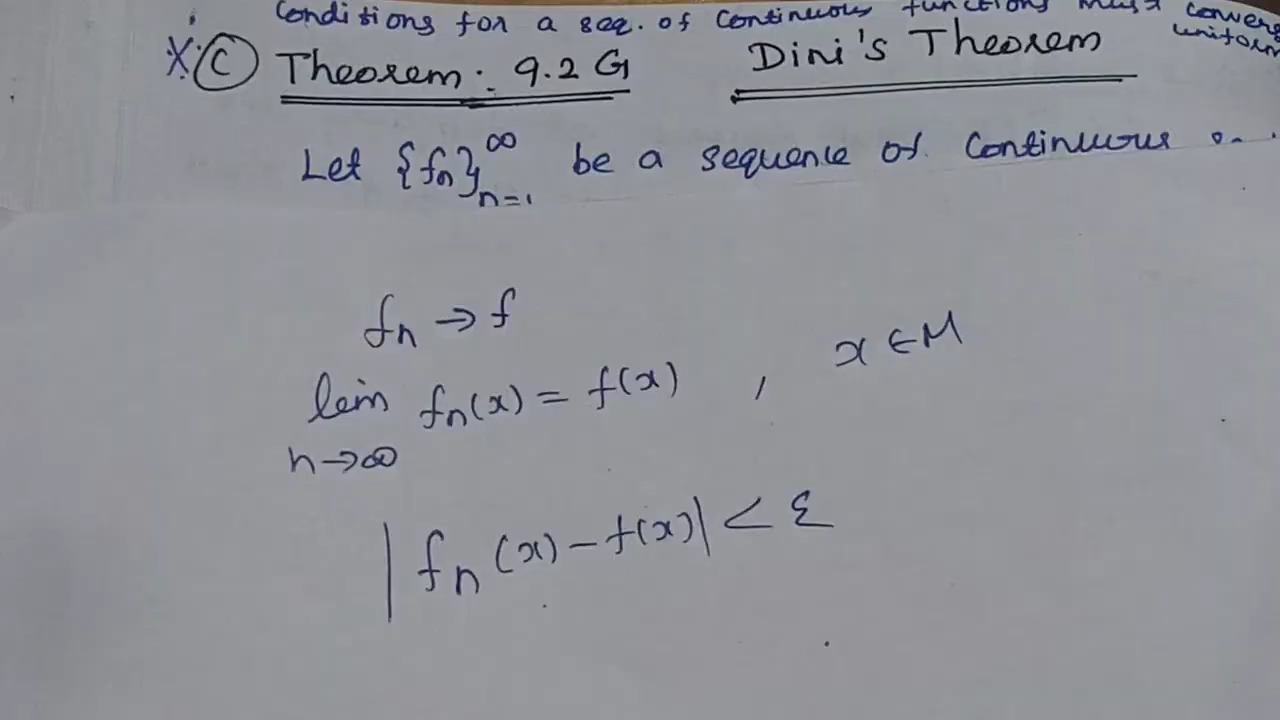 Conditions for a seq. of Continuous functions must converg
uniform
X. (C) Theorem: 9.2 G Dini's Theorem
Let {fn}∞n=1 be a sequence of Continuous
fn → f
lim fn(x) = f(x) , x ∈ M
n→∞
|fn(x) - f(x)| < ε